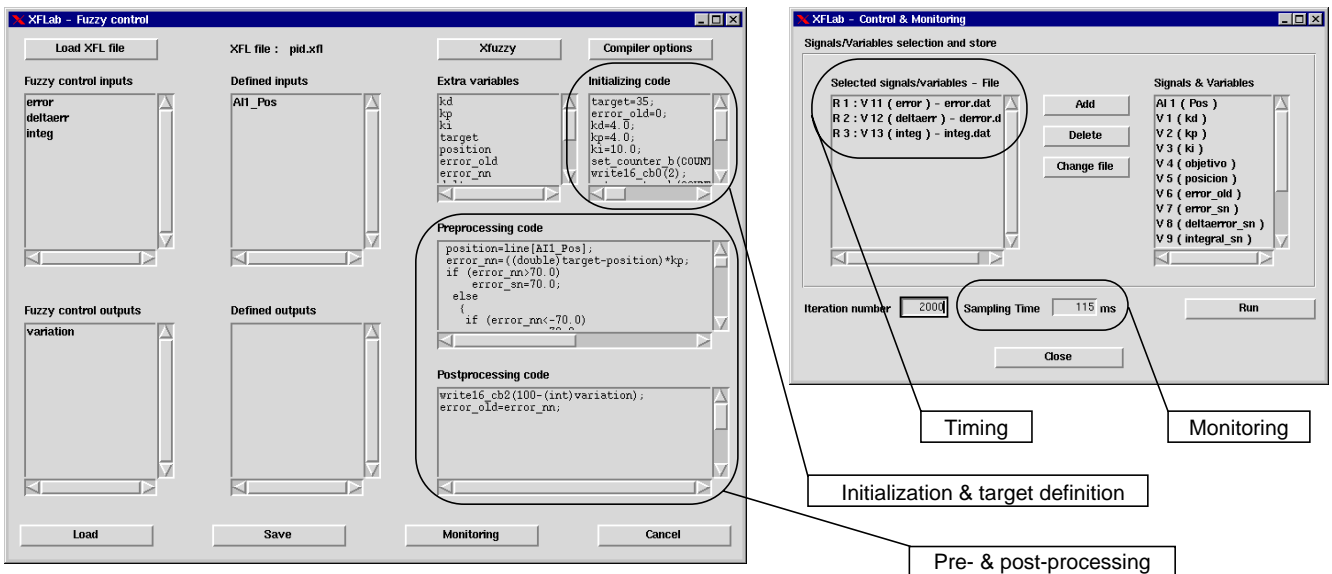 XFLab - Fuzzy control
Load XFL file
XFL file : pid.xfl
Xfuzzy
Compiler options
Fuzzy control inputs
error
deltaerr
integ
Defined inputs
AI1_Pos
Extra variables
kd
kp
ki
target
position
error_old
error_nn
Initializing code
target=35;
error_old=0;
kd=4.0;
kp=4.0;
ki=10.0;
set_counter_b(COUNT
write16_cb0(2);
Preprocessing code
position=line[AI1_Pos];
error_nn=((double)target-position)*kp;
if (error_nn>70.0)
error_sn=70.0;
else
{
if (error_nn<-70.0)
Fuzzy control outputs
variation
Defined outputs
Postprocessing code
write16_cb2(100-(int)variation);
error_old=error_nn;
Load
Save
Monitoring
Cancel
XFLab - Control & Monitoring
Signals/Variables selection and store
Selected signals/variables - File
R 1 : V 11 ( error ) - error.dat
R 2 : V 12 ( deltaerr ) - derror.d
R 3 : V 13 ( integ ) - integ.dat
Add
Delete
Change file
Signals & Variables
AI 1 ( Pos )
V 1 ( kd )
V 2 ( kp )
V 3 ( ki )
V 4 ( objetivo )
V 5 ( posicion )
V 6 ( error_old )
V 7 ( error_sn )
V 8 ( deltaerror_sn )
V 9 ( integral_sn )
Iteration number 2000
Sampling Time 115 ms
Run
Close
Timing
Monitoring
Initialization & target definition
Pre- & post-processing